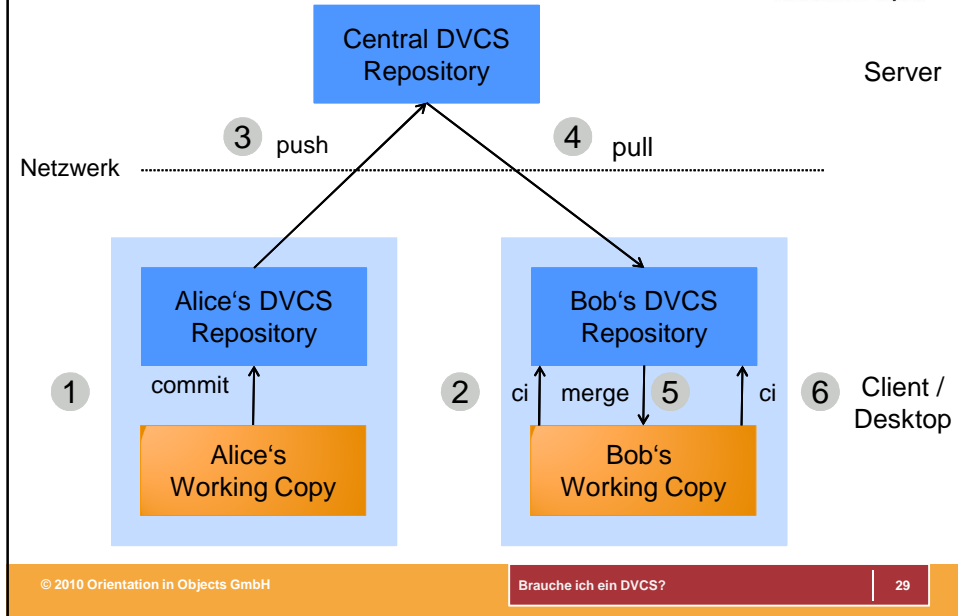 Central DVCS
Repository
Server
3 push
4 pull
Netzwerk
Alice‘s DVCS
Repository
Bob‘s DVCS
Repository
1
commit
2
ci merge 5 ci
6
Client /
Desktop
Alice‘s
Working Copy
Bob‘s
Working Copy
© 2010 Orientation in Objects GmbH
Brauche ich ein DVCS?
29